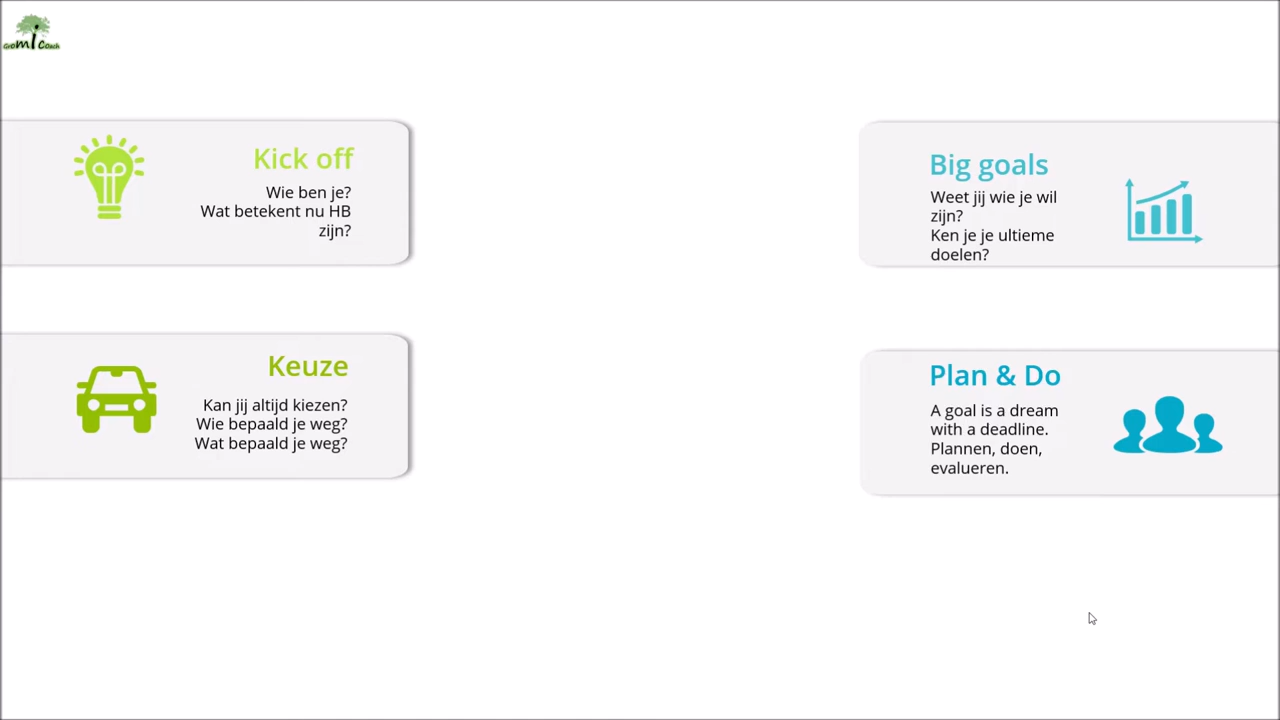 GroMiCoach
Kick off
Wie ben je?
Wat betekent nu HB
zijn?
Keuze
Kan jij altijd kiezen?
Wie bepaald je weg?
Wat bepaald je weg?
Big goals
Weet jij wie je wil
zijn?
Ken je je ultieme
doelen?
Plan & Do
A goal is a dream
with a deadline.
Plannen, doen,
evalueren.